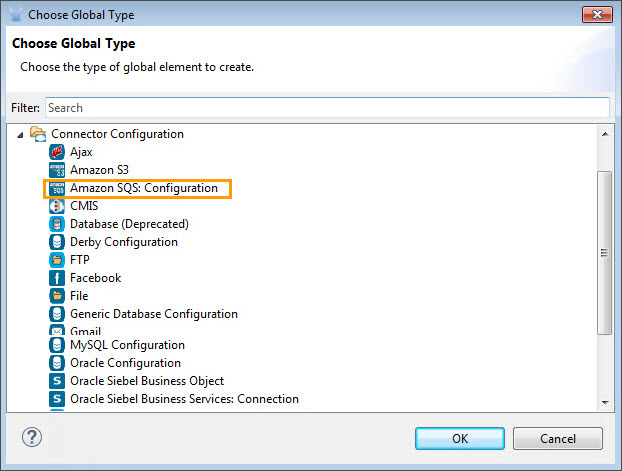 Choose Global Type
Choose Global Type
Choose the type of global element to create.
Filter: Search
Connector Configuration
Ajax
Amazon S3
Amazon SQS: Configuration
CMIS
Database (Deprecated)
Derby Configuration
FTP
Facebook
File
Generic Database Configuration
Gmail
MySQL Configuration
Oracle Configuration
Oracle Siebel Business Object
Oracle Siebel Business Services: Connection
OK Cancel